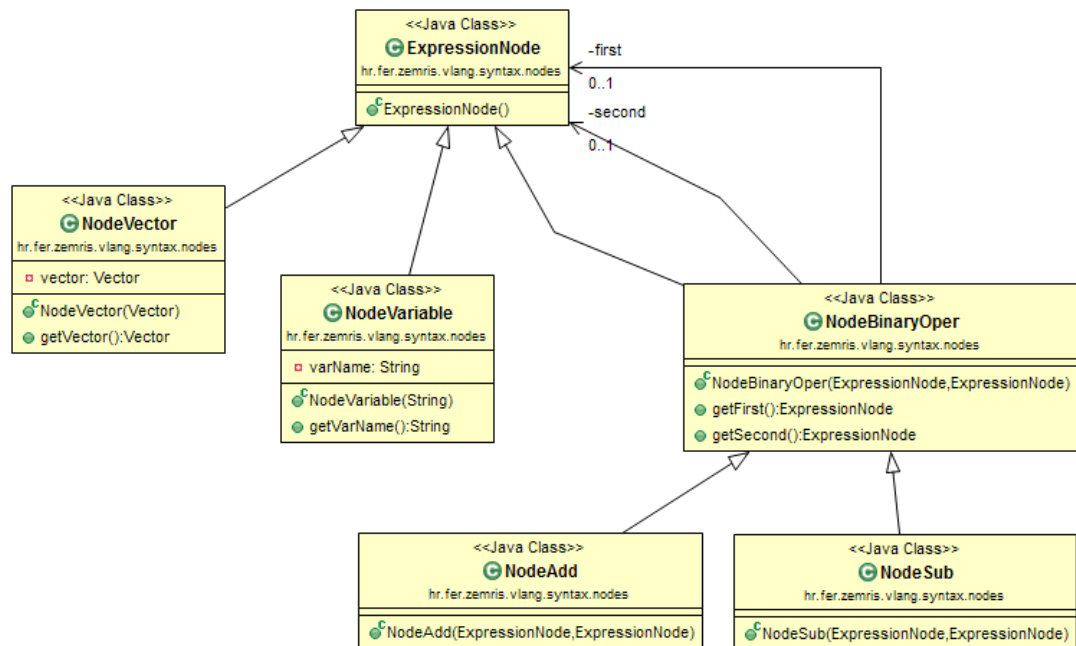 <<Java Class>>
ExpressionNode
hr.fer.zemris.vlang.syntax.nodes
ExpressionNode()
-first
0..1
-second
0..1
<<Java Class>>
NodeVector
hr.fer.zemris.vlang.syntax.nodes
vector: Vector
NodeVector(Vector)
getVector():Vector
<<Java Class>>
NodeVariable
hr.fer.zemris.vlang.syntax.nodes
varName: String
NodeVariable(String)
getVarName():String
<<Java Class>>
NodeBinaryOper
hr.fer.zemris.vlang.syntax.nodes
NodeBinaryOper(ExpressionNode,ExpressionNode)
getFirst():ExpressionNode
getSecond():ExpressionNode
<<Java Class>>
NodeAdd
hr.fer.zemris.vlang.syntax.nodes
NodeAdd(ExpressionNode,ExpressionNode)
<<Java Class>>
NodeSub
hr.fer.zemris.vlang.syntax.nodes
NodeSub(ExpressionNode,ExpressionNode)